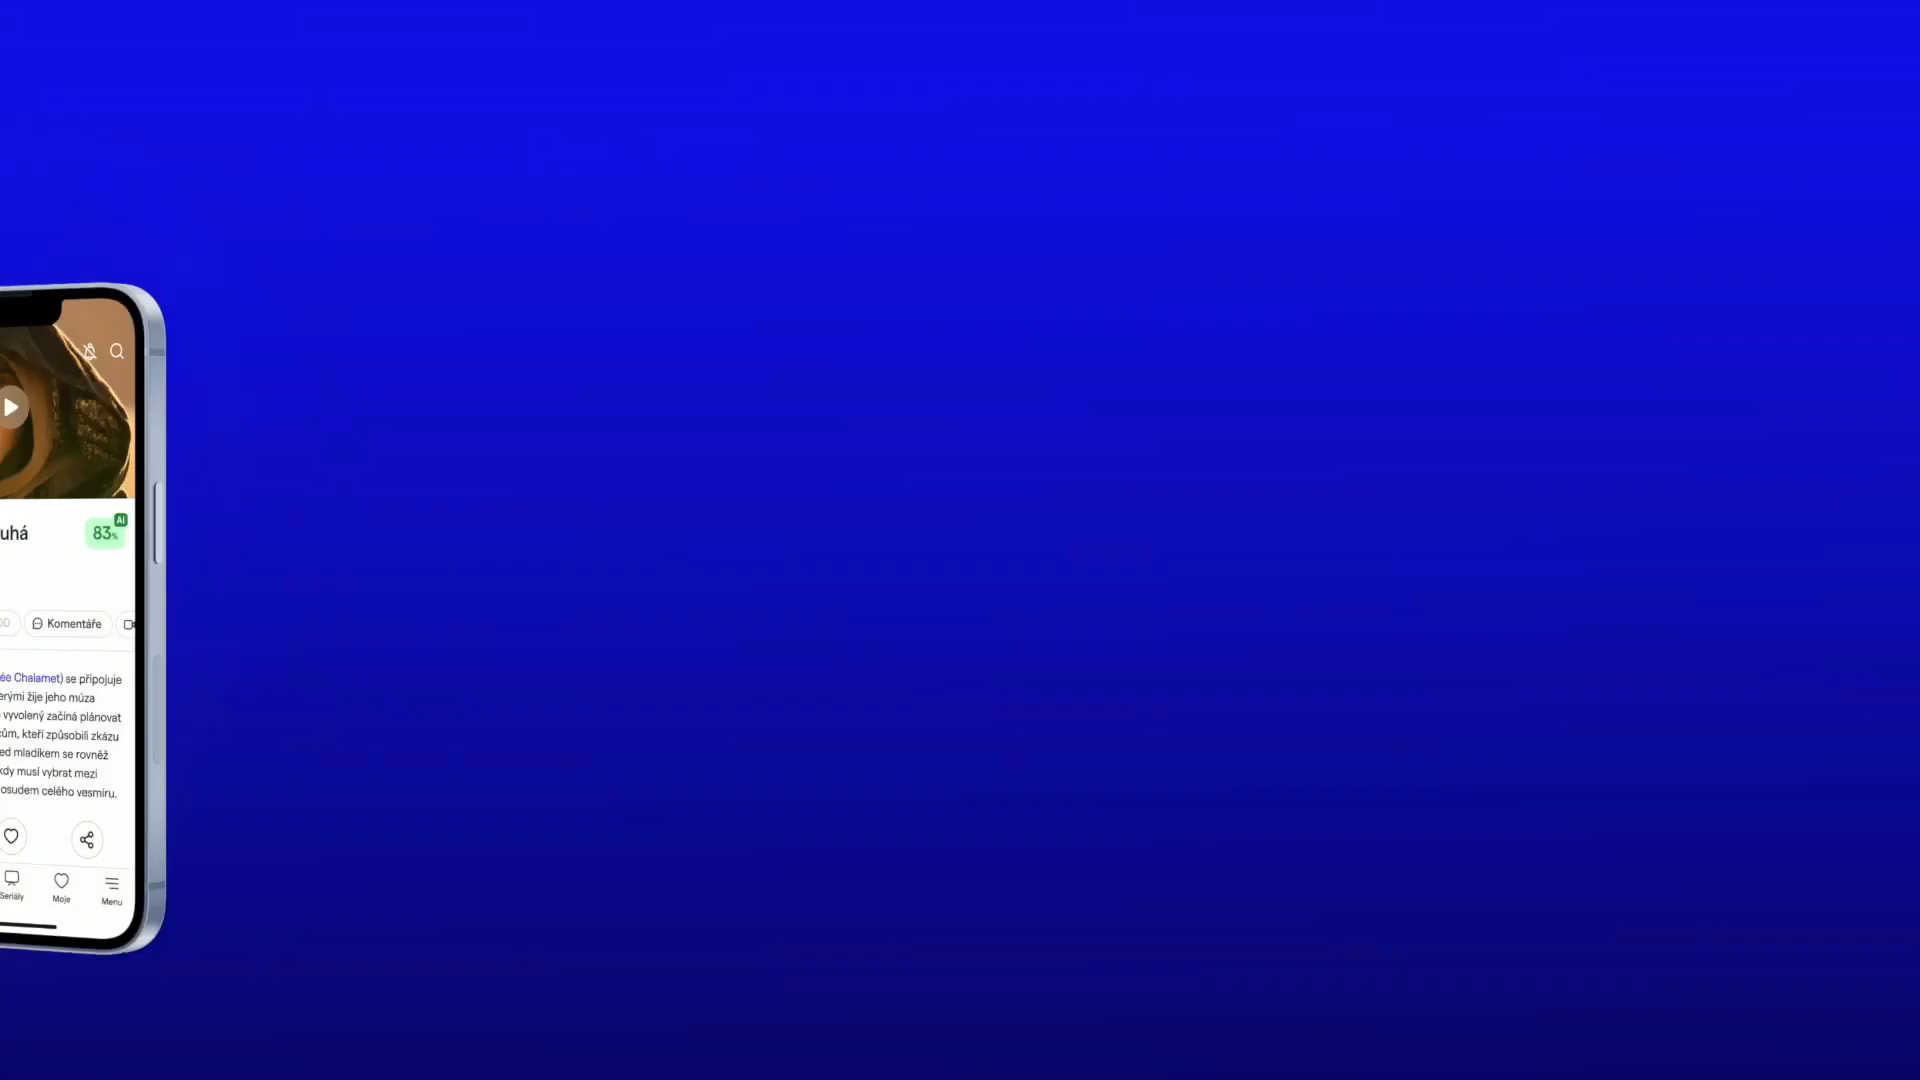 uhá
AI
83%
Komentáře
ée Chalamet) se připojuje
erými žije jeho múza
vyvolený začíná plánovat
cům, kteří způsobili zkázu
ed mladíkem se rovněž
kdy musí vybrat mezi
osudem celého vesmíru.
Seriály
Moje
Menu